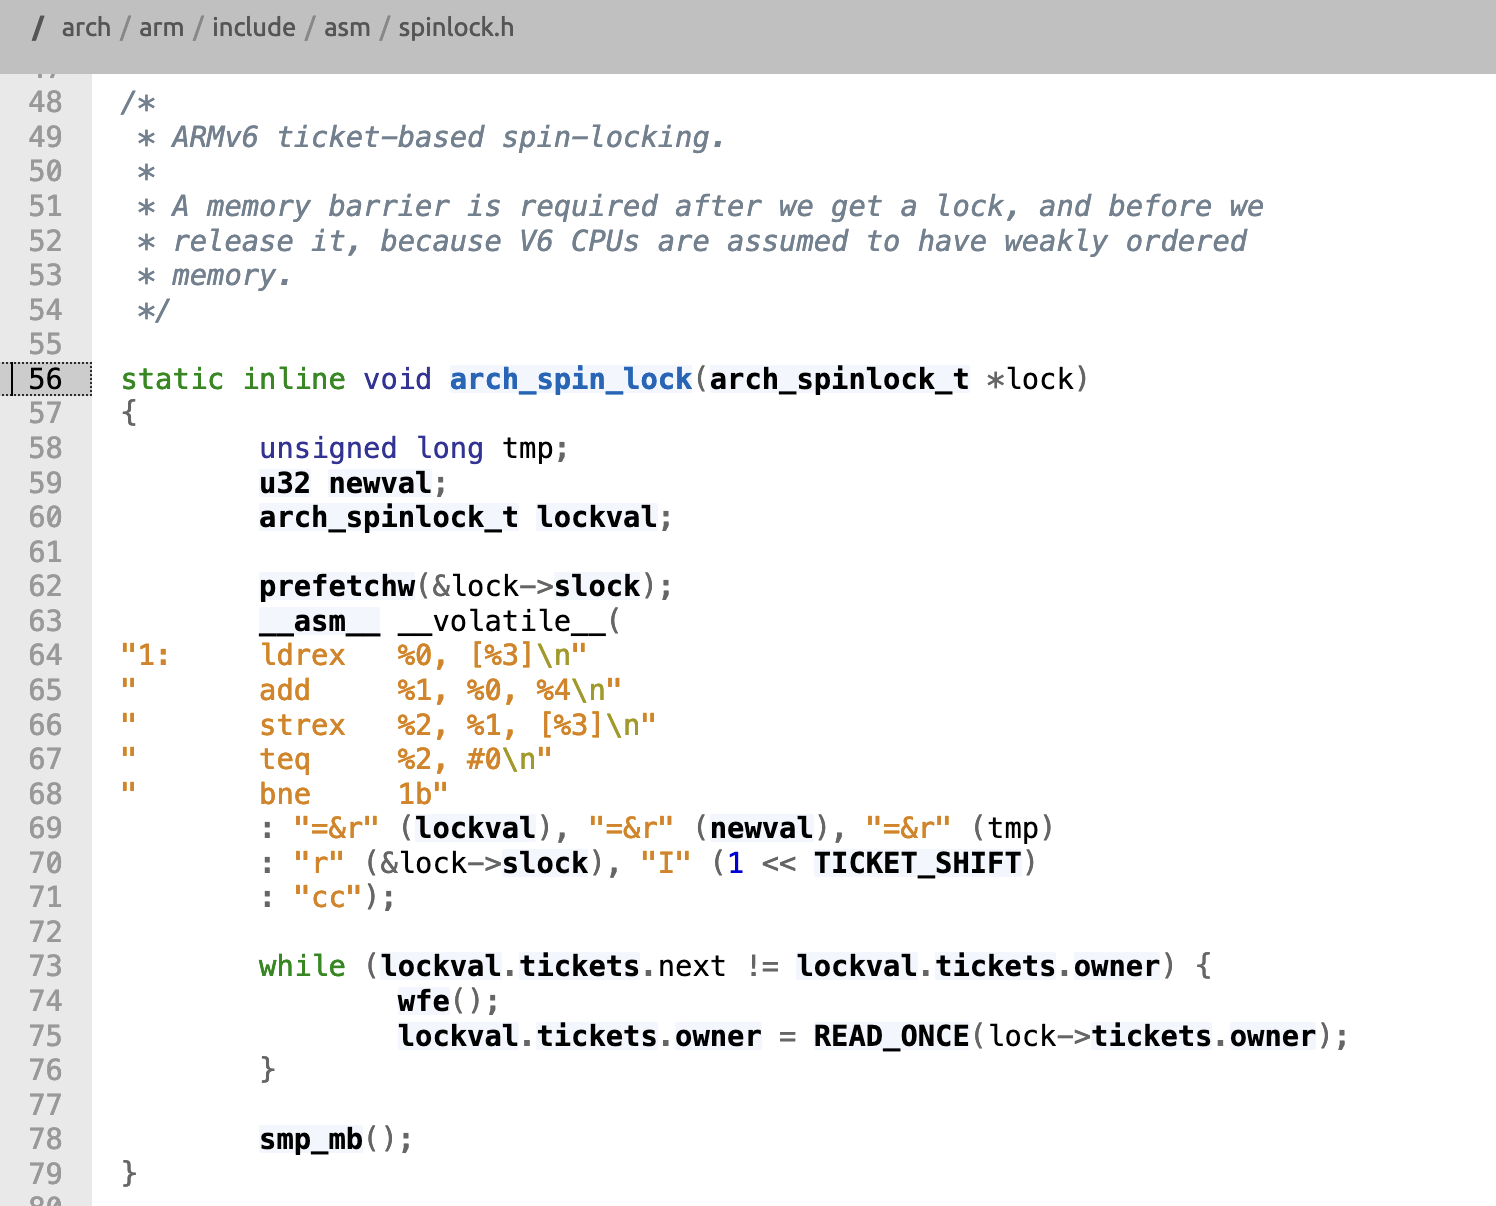 / arch / arm / include / asm / spinlock.h
47
48 /*
49  * ARMv6 ticket-based spin-locking.
50  *
51  * A memory barrier is required after we get a lock, and before we
52  * release it, because V6 CPUs are assumed to have weakly ordered
53  * memory.
54  */
55
56 static inline void arch_spin_lock(arch_spinlock_t *lock)
57 {
58         unsigned long tmp;
59         u32 newval;
60         arch_spinlock_t lockval;
61
62         prefetchw(&lock->slock);
63         __asm__ __volatile__(
64 "1:     ldrex   %0, [%3]\n"
65 "       add     %1, %0, %4\n"
66 "       strex   %2, %1, [%3]\n"
67 "       teq     %2, #0\n"
68 "       bne     1b"
69         : "=&r" (lockval), "=&r" (newval), "=&r" (tmp)
70         : "r" (&lock->slock), "I" (1 << TICKET_SHIFT)
71         : "cc");
72
73         while (lockval.tickets.next != lockval.tickets.owner) {
74                 wfe();
75                 lockval.tickets.owner = READ_ONCE(lock->tickets.owner);
76         }
77
78         smp_mb();
79 }
80